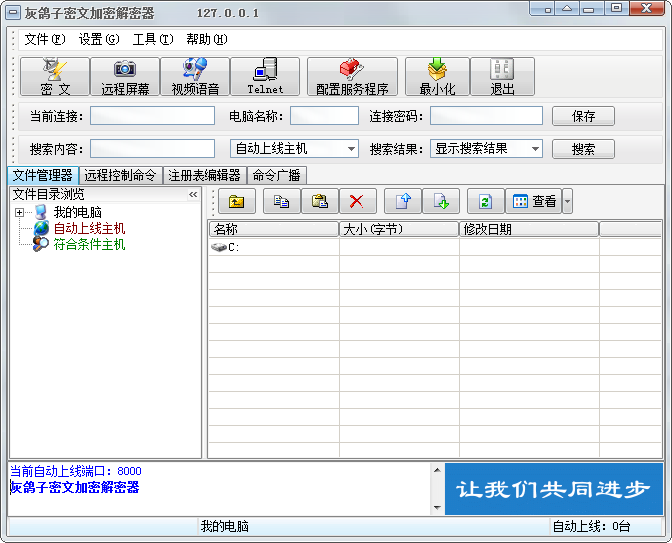 灰鸽子密文加密解密器 127.0.0.1
文件(F) 设置(G) 工具(T) 帮助(H)
密 文 远程屏幕 视频语音 Telnet 配置服务程序 最小化 退出
当前连接: 电脑名称: 连接密码: 保存
搜索内容: 自动上线主机 搜索结果: 显示搜索结果 搜索
文件管理器 远程控制命令 注册表编辑器 命令广播
文件目录浏览 «
查看
我的电脑
自动上线主机
符合条件主机
名称 大小(字节) 修改日期
C:
当前自动上线端口: 8000
灰鸽子密文加密解密器
让我们共同进步
我的电脑 自动上线: 0台